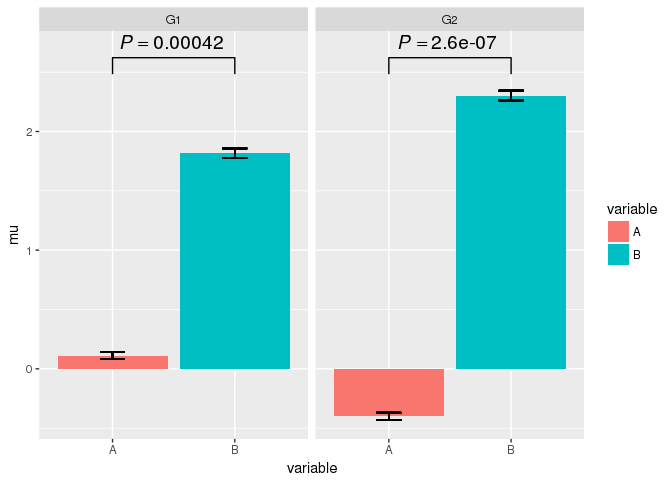 G1
G2
P = 0.00042
P = 2.6e-07
2
1
0
mu
A
B
A
B
variable
variable
A
B